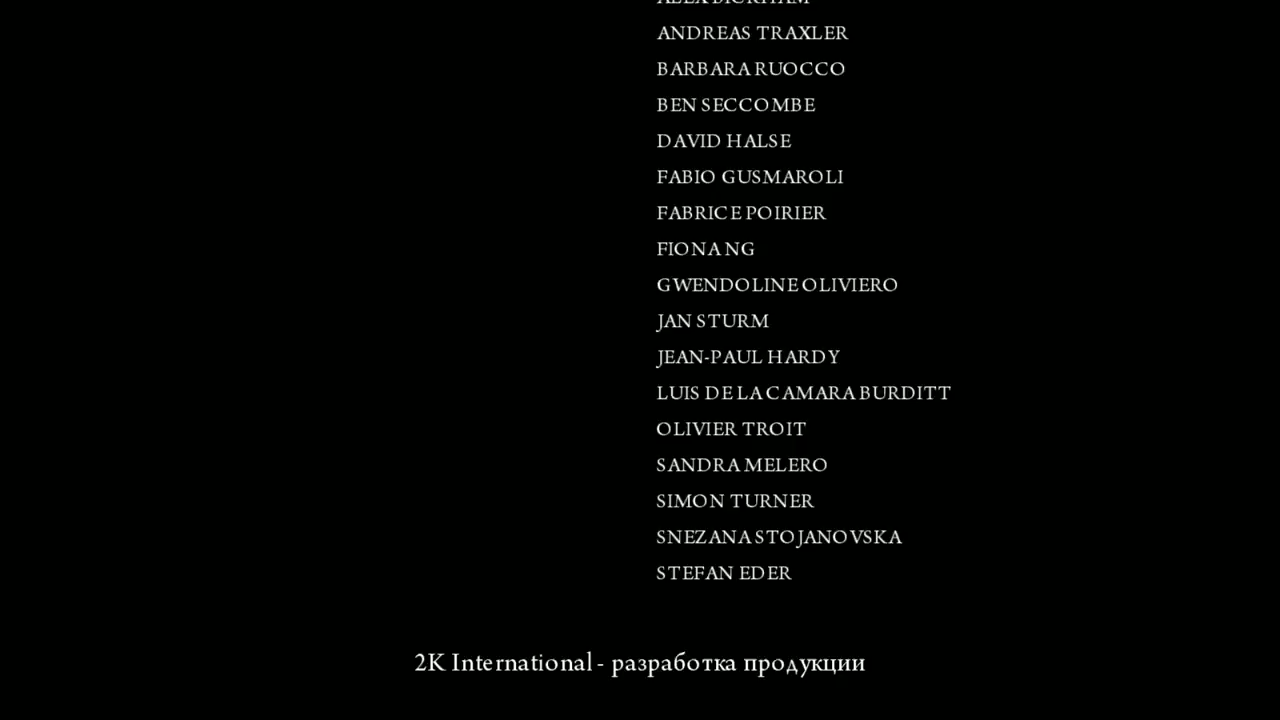 ANDREAS TRAXLER
BARBARA RUOCCO
BEN SECCOMBE
DAVID HALSE
FABIO GUSMAROLI
FABRICE POIRIER
FIONA NG
GWENDOLINE OLIVIERO
JAN STURM
JEAN-PAUL HARDY
LUIS DE LA CAMARA BURDITT
OLIVIER TROIT
SANDRA MELERO
SIMON TURNER
SNEZANA STOJANOVSKA
STEFAN EDER
2K International - разработка продукции